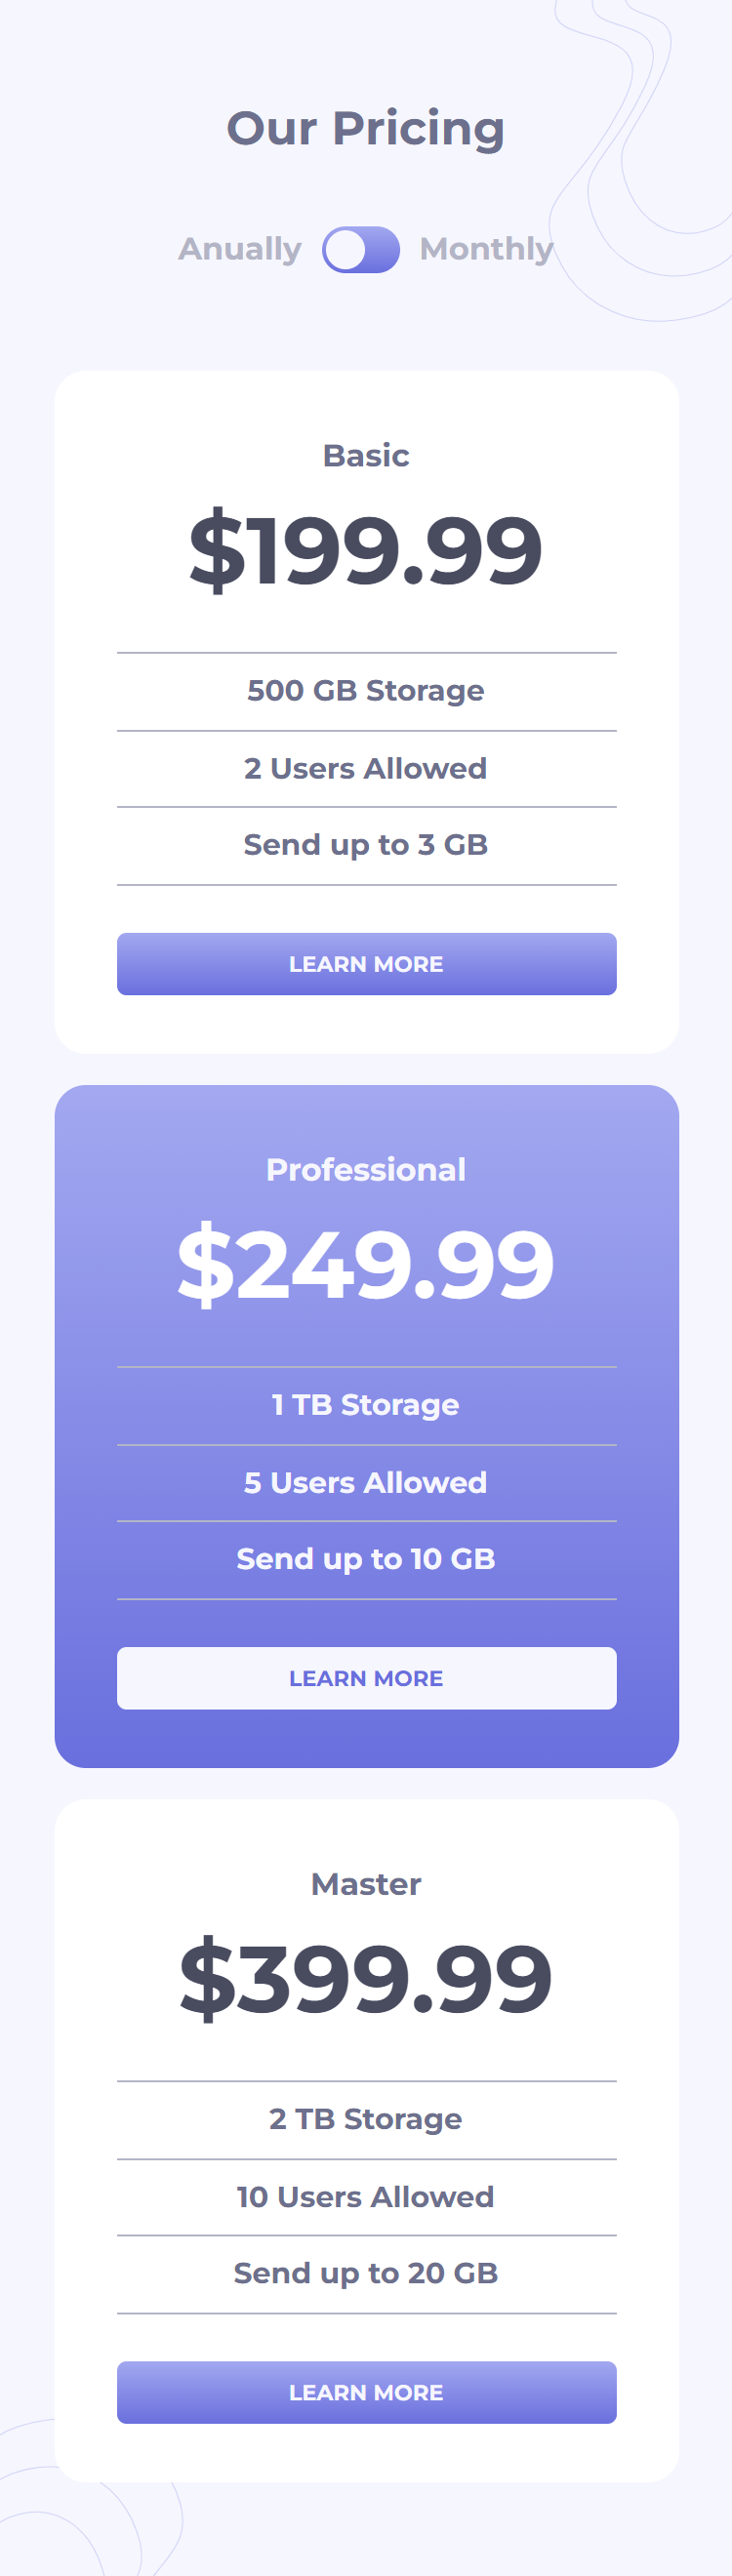 Our Pricing
Anually Monthly
Basic
$199.99
500 GB Storage
2 Users Allowed
Send up to 3 GB
LEARN MORE
Professional
$249.99
1 TB Storage
5 Users Allowed
Send up to 10 GB
LEARN MORE
Master
$399.99
2 TB Storage
10 Users Allowed
Send up to 20 GB
LEARN MORE